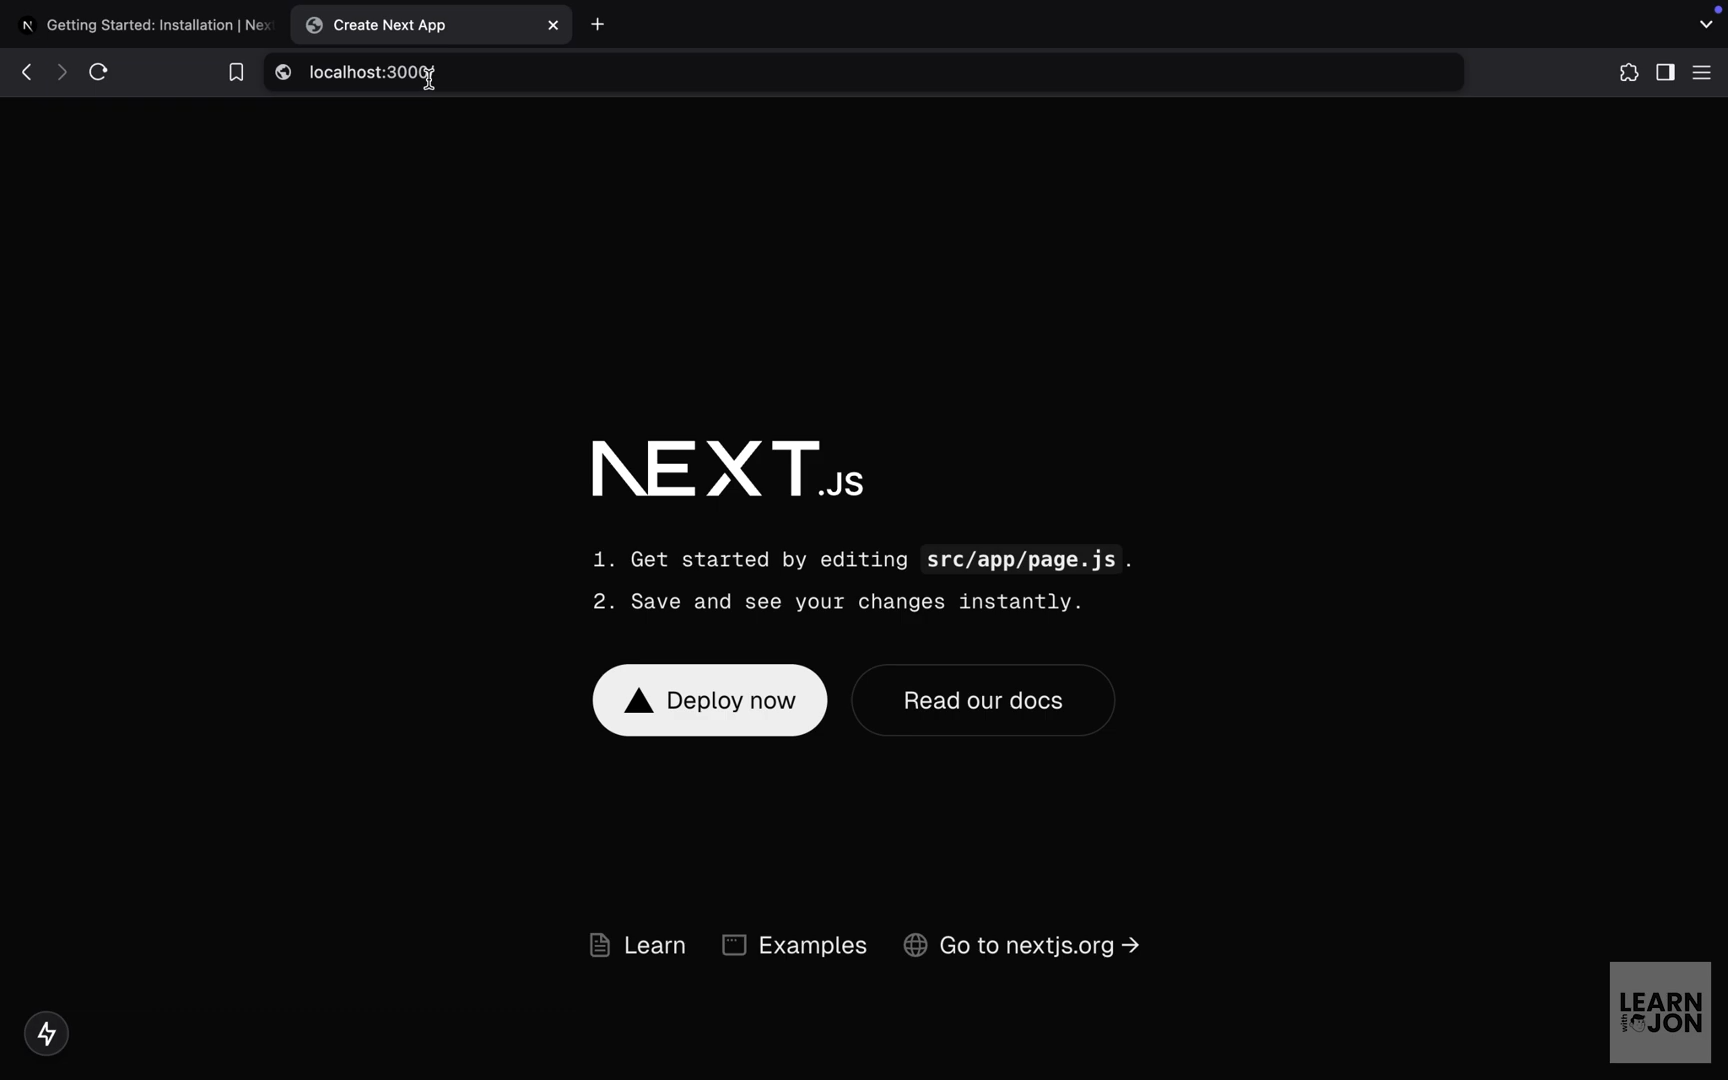 Getting Started: Installation | Nex
Create Next App
localhost:3000
NEXT.JS
1. Get started by editing src/app/page.js.
2. Save and see your changes instantly.
Deploy now
Read our docs
Learn
Examples
Go to nextjs.org →
LEARN
with JON